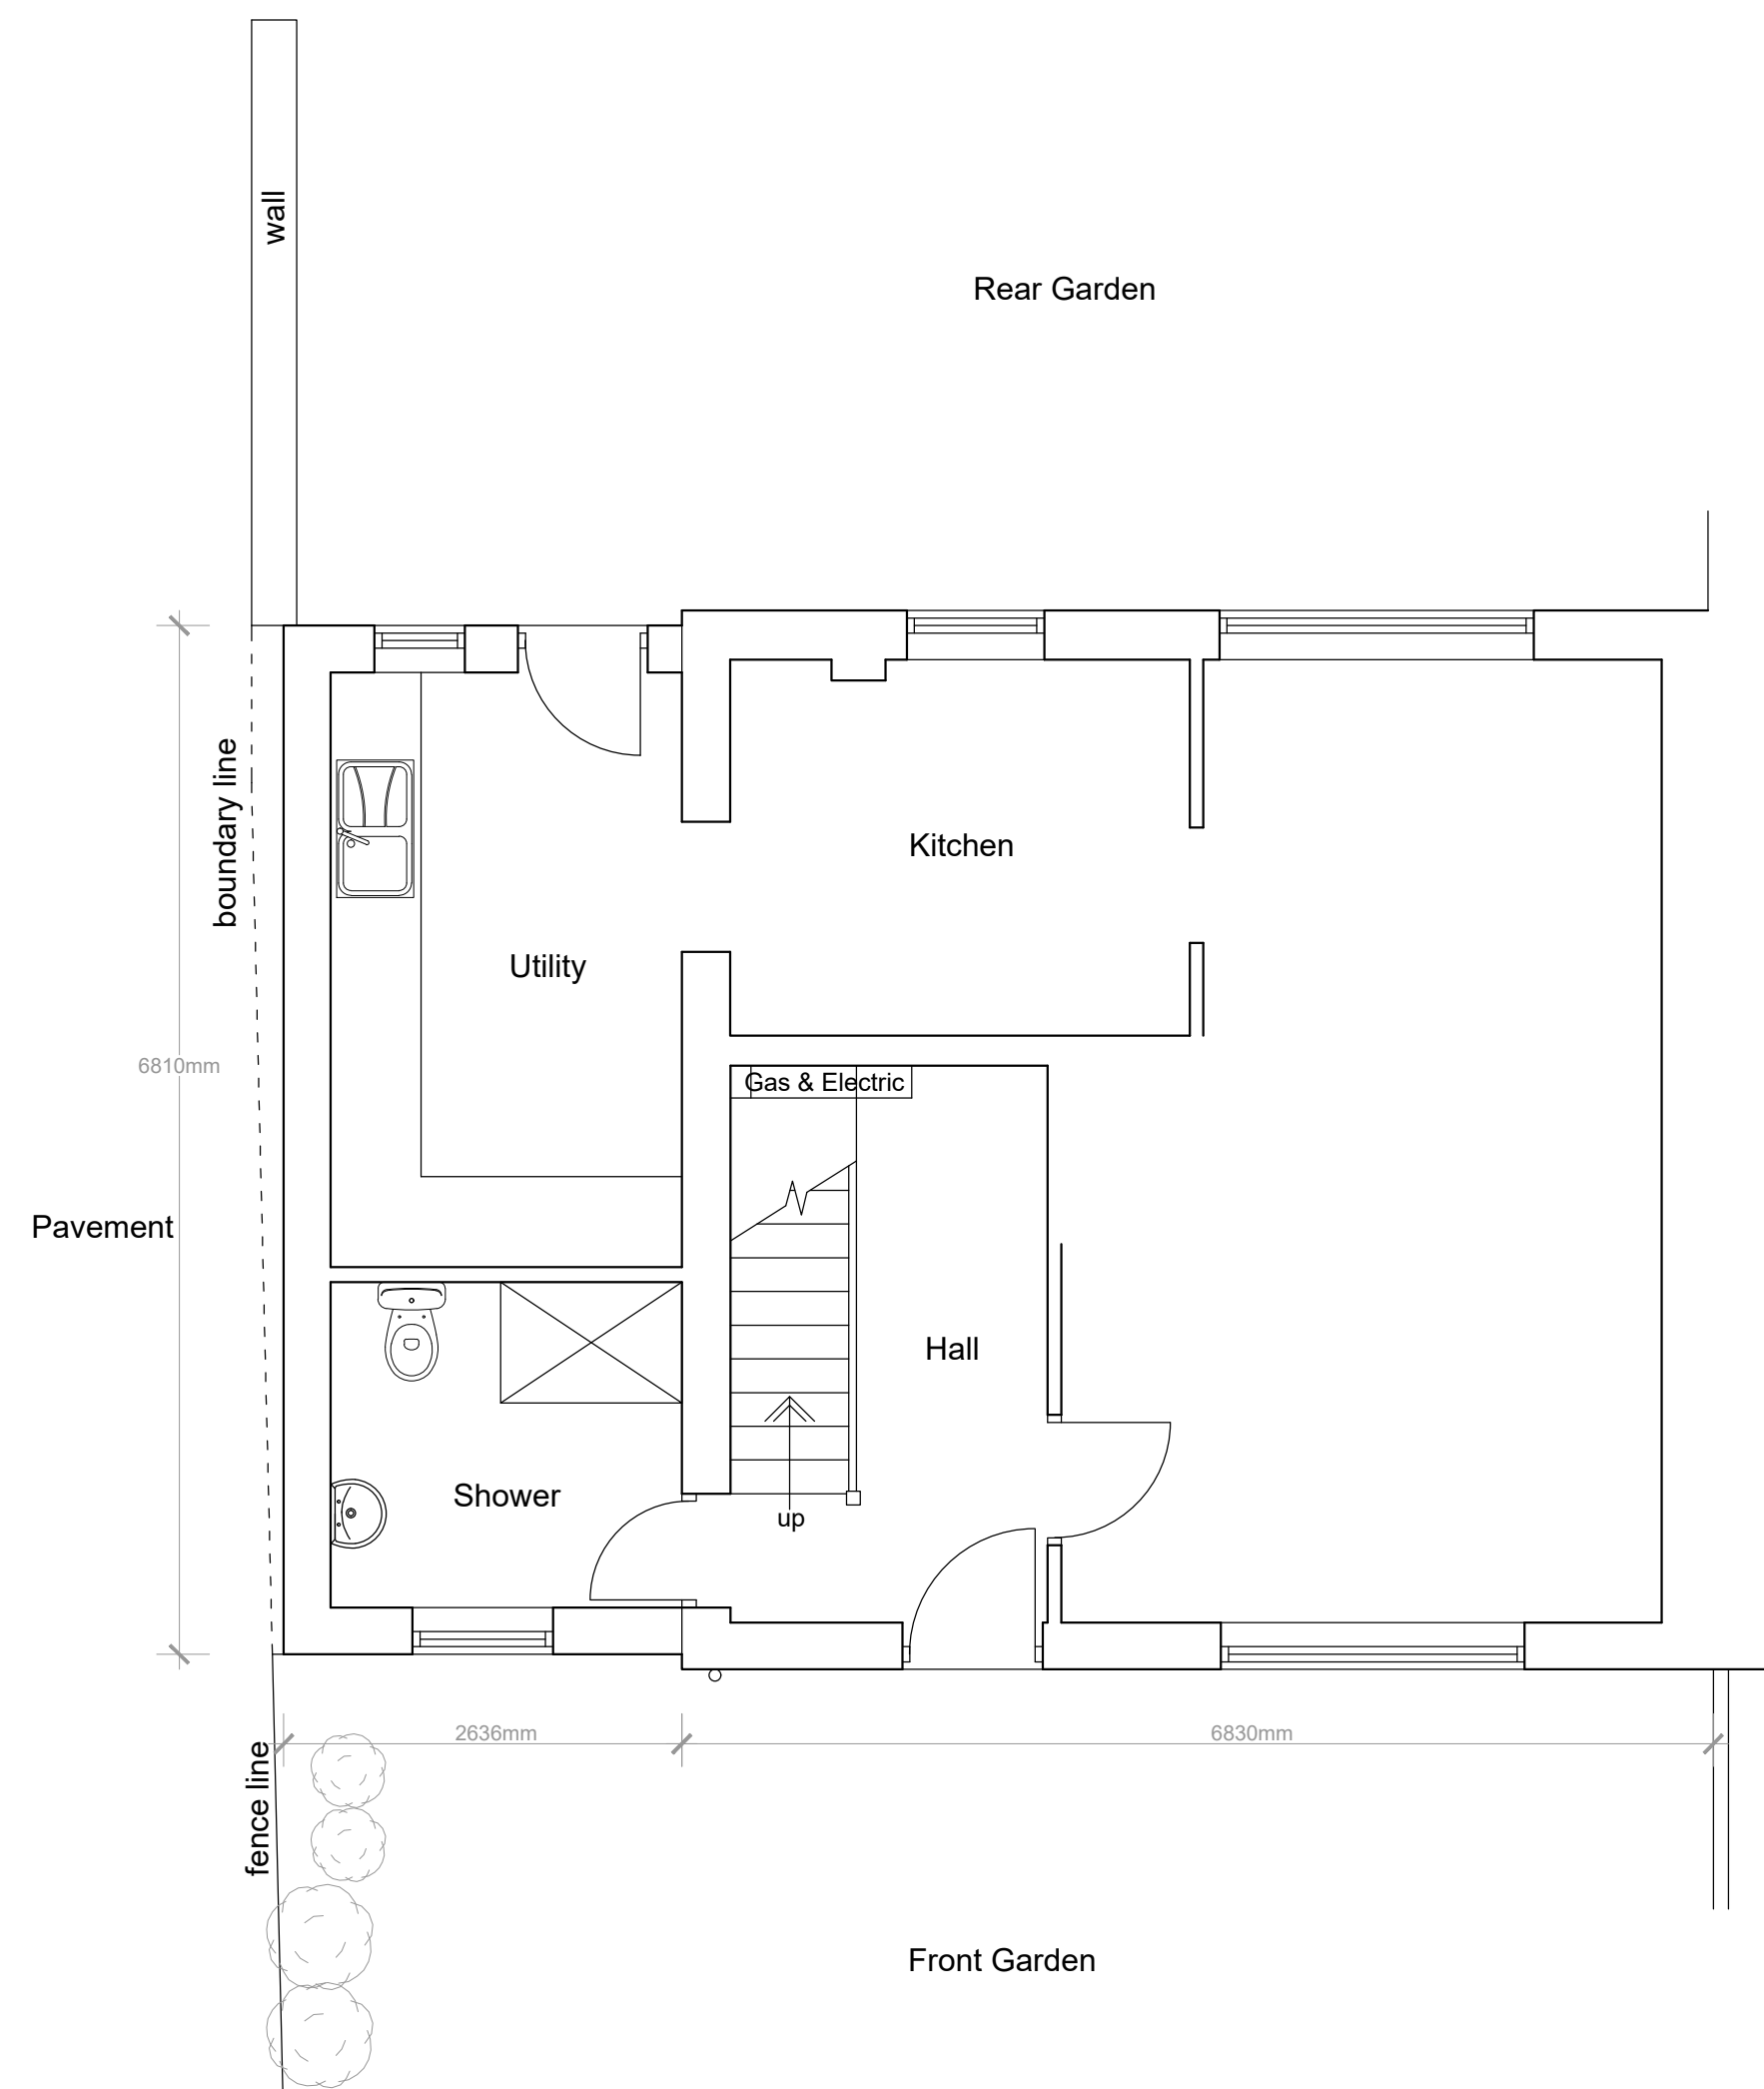 wall
Rear Garden
boundary line
Kitchen
Utility
6810mm
Gas & Electric
Pavement
Hall
Shower
up
2636mm
6830mm
fence line
Front Garden